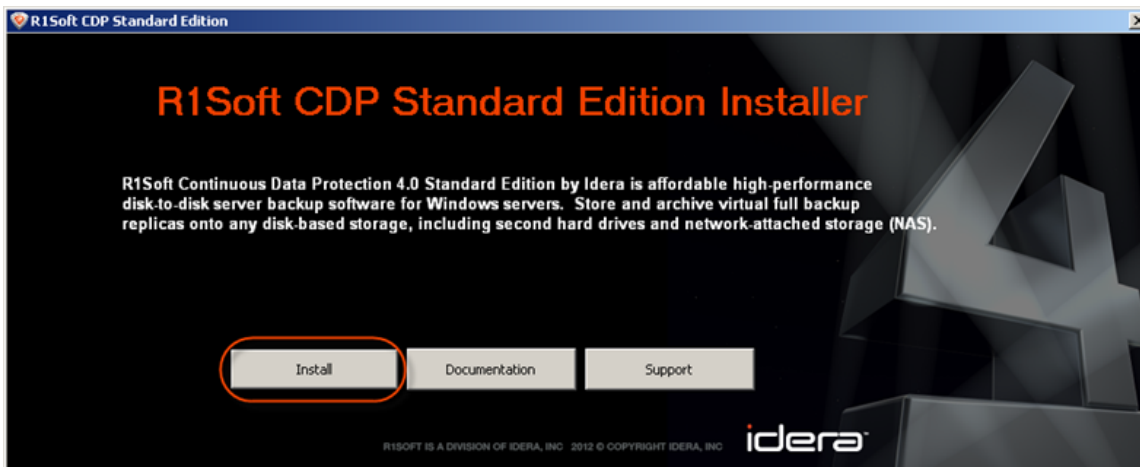 R1Soft CDP Standard Edition
R1Soft CDP Standard Edition Installer
R1Soft Continuous Data Protection 4.0 Standard Edition by Idera is affordable high-performance
disk-to-disk server backup software for Windows servers. Store and archive virtual full backup
replicas onto any disk-based storage, including second hard drives and network-attached storage (NAS).
Install Documentation Support
R1SOFT IS A DIVISION OF IDERA, INC 2012 © COPYRIGHT IDERA, INC
idera™
4